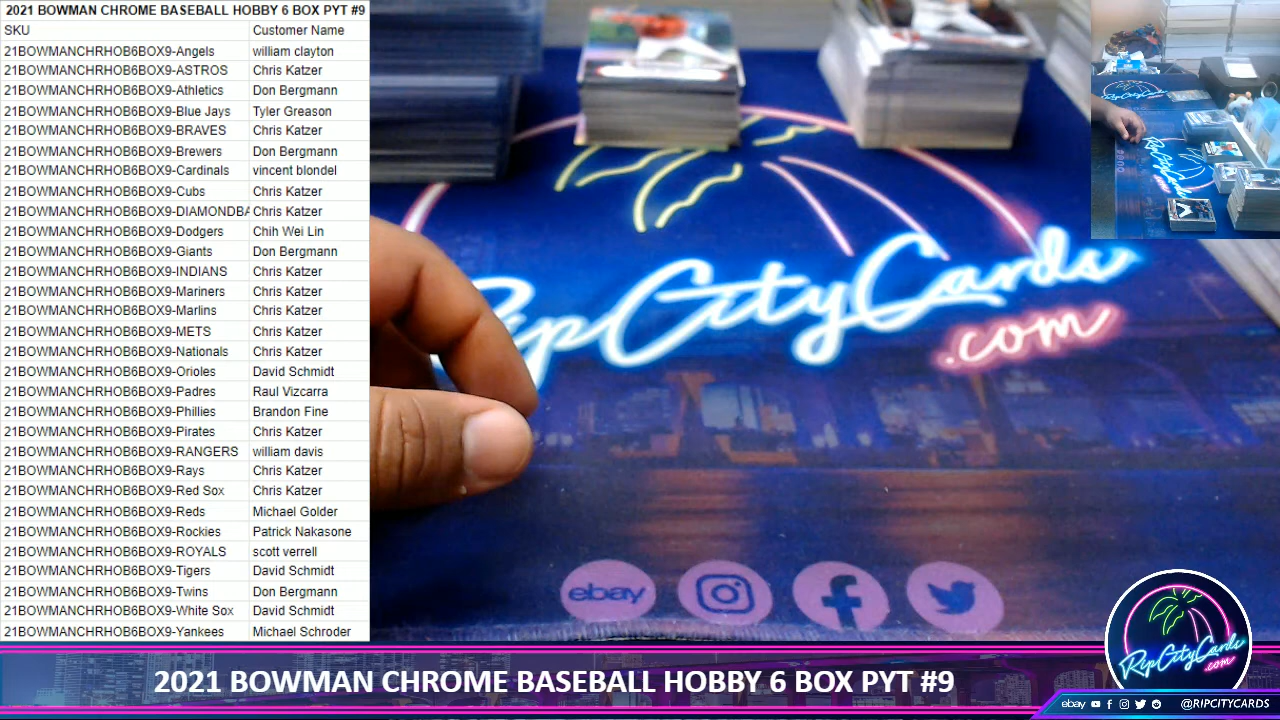 2021 BOWMAN CHROME BASEBALL HOBBY 6 BOX PYT #9
SKU Customer Name
21BOWMANCHRHOB6BOX9-Angels william clayton
21BOWMANCHRHOB6BOX9-ASTROS Chris Katzer
21BOWMANCHRHOB6BOX9-Athletics Don Bergmann
21BOWMANCHRHOB6BOX9-Blue Jays Tyler Greason
21BOWMANCHRHOB6BOX9-BRAVES Chris Katzer
21BOWMANCHRHOB6BOX9-Brewers Don Bergmann
21BOWMANCHRHOB6BOX9-Cardinals vincent blondel
21BOWMANCHRHOB6BOX9-Cubs Chris Katzer
21BOWMANCHRHOB6BOX9-DIAMONDBA Chris Katzer
21BOWMANCHRHOB6BOX9-Dodgers Chih Wei Lin
21BOWMANCHRHOB6BOX9-Giants Don Bergmann
21BOWMANCHRHOB6BOX9-INDIANS Chris Katzer
21BOWMANCHRHOB6BOX9-Mariners Chris Katzer
21BOWMANCHRHOB6BOX9-Marlins Chris Katzer
21BOWMANCHRHOB6BOX9-METS Chris Katzer
21BOWMANCHRHOB6BOX9-Nationals Chris Katzer
21BOWMANCHRHOB6BOX9-Orioles David Schmidt
21BOWMANCHRHOB6BOX9-Padres Raul Vizcarra
21BOWMANCHRHOB6BOX9-Phillies Brandon Fine
21BOWMANCHRHOB6BOX9-Pirates Chris Katzer
21BOWMANCHRHOB6BOX9-RANGERS william davis
21BOWMANCHRHOB6BOX9-Rays Chris Katzer
21BOWMANCHRHOB6BOX9-Red Sox Chris Katzer
21BOWMANCHRHOB6BOX9-Reds Michael Golder
21BOWMANCHRHOB6BOX9-Rockies Patrick Nakasone
21BOWMANCHRHOB6BOX9-ROYALS scott verrell
21BOWMANCHRHOB6BOX9-Tigers David Schmidt
21BOWMANCHRHOB6BOX9-Twins Don Bergmann
21BOWMANCHRHOB6BOX9-White Sox David Schmidt
21BOWMANCHRHOB6BOX9-Yankees Michael Schroder
RipCityCards
.com
ebay
2021 BOWMAN CHROME BASEBALL HOBBY 6 BOX PYT #9
RipCityCards
.com
ebay @RIPCITYCARDS